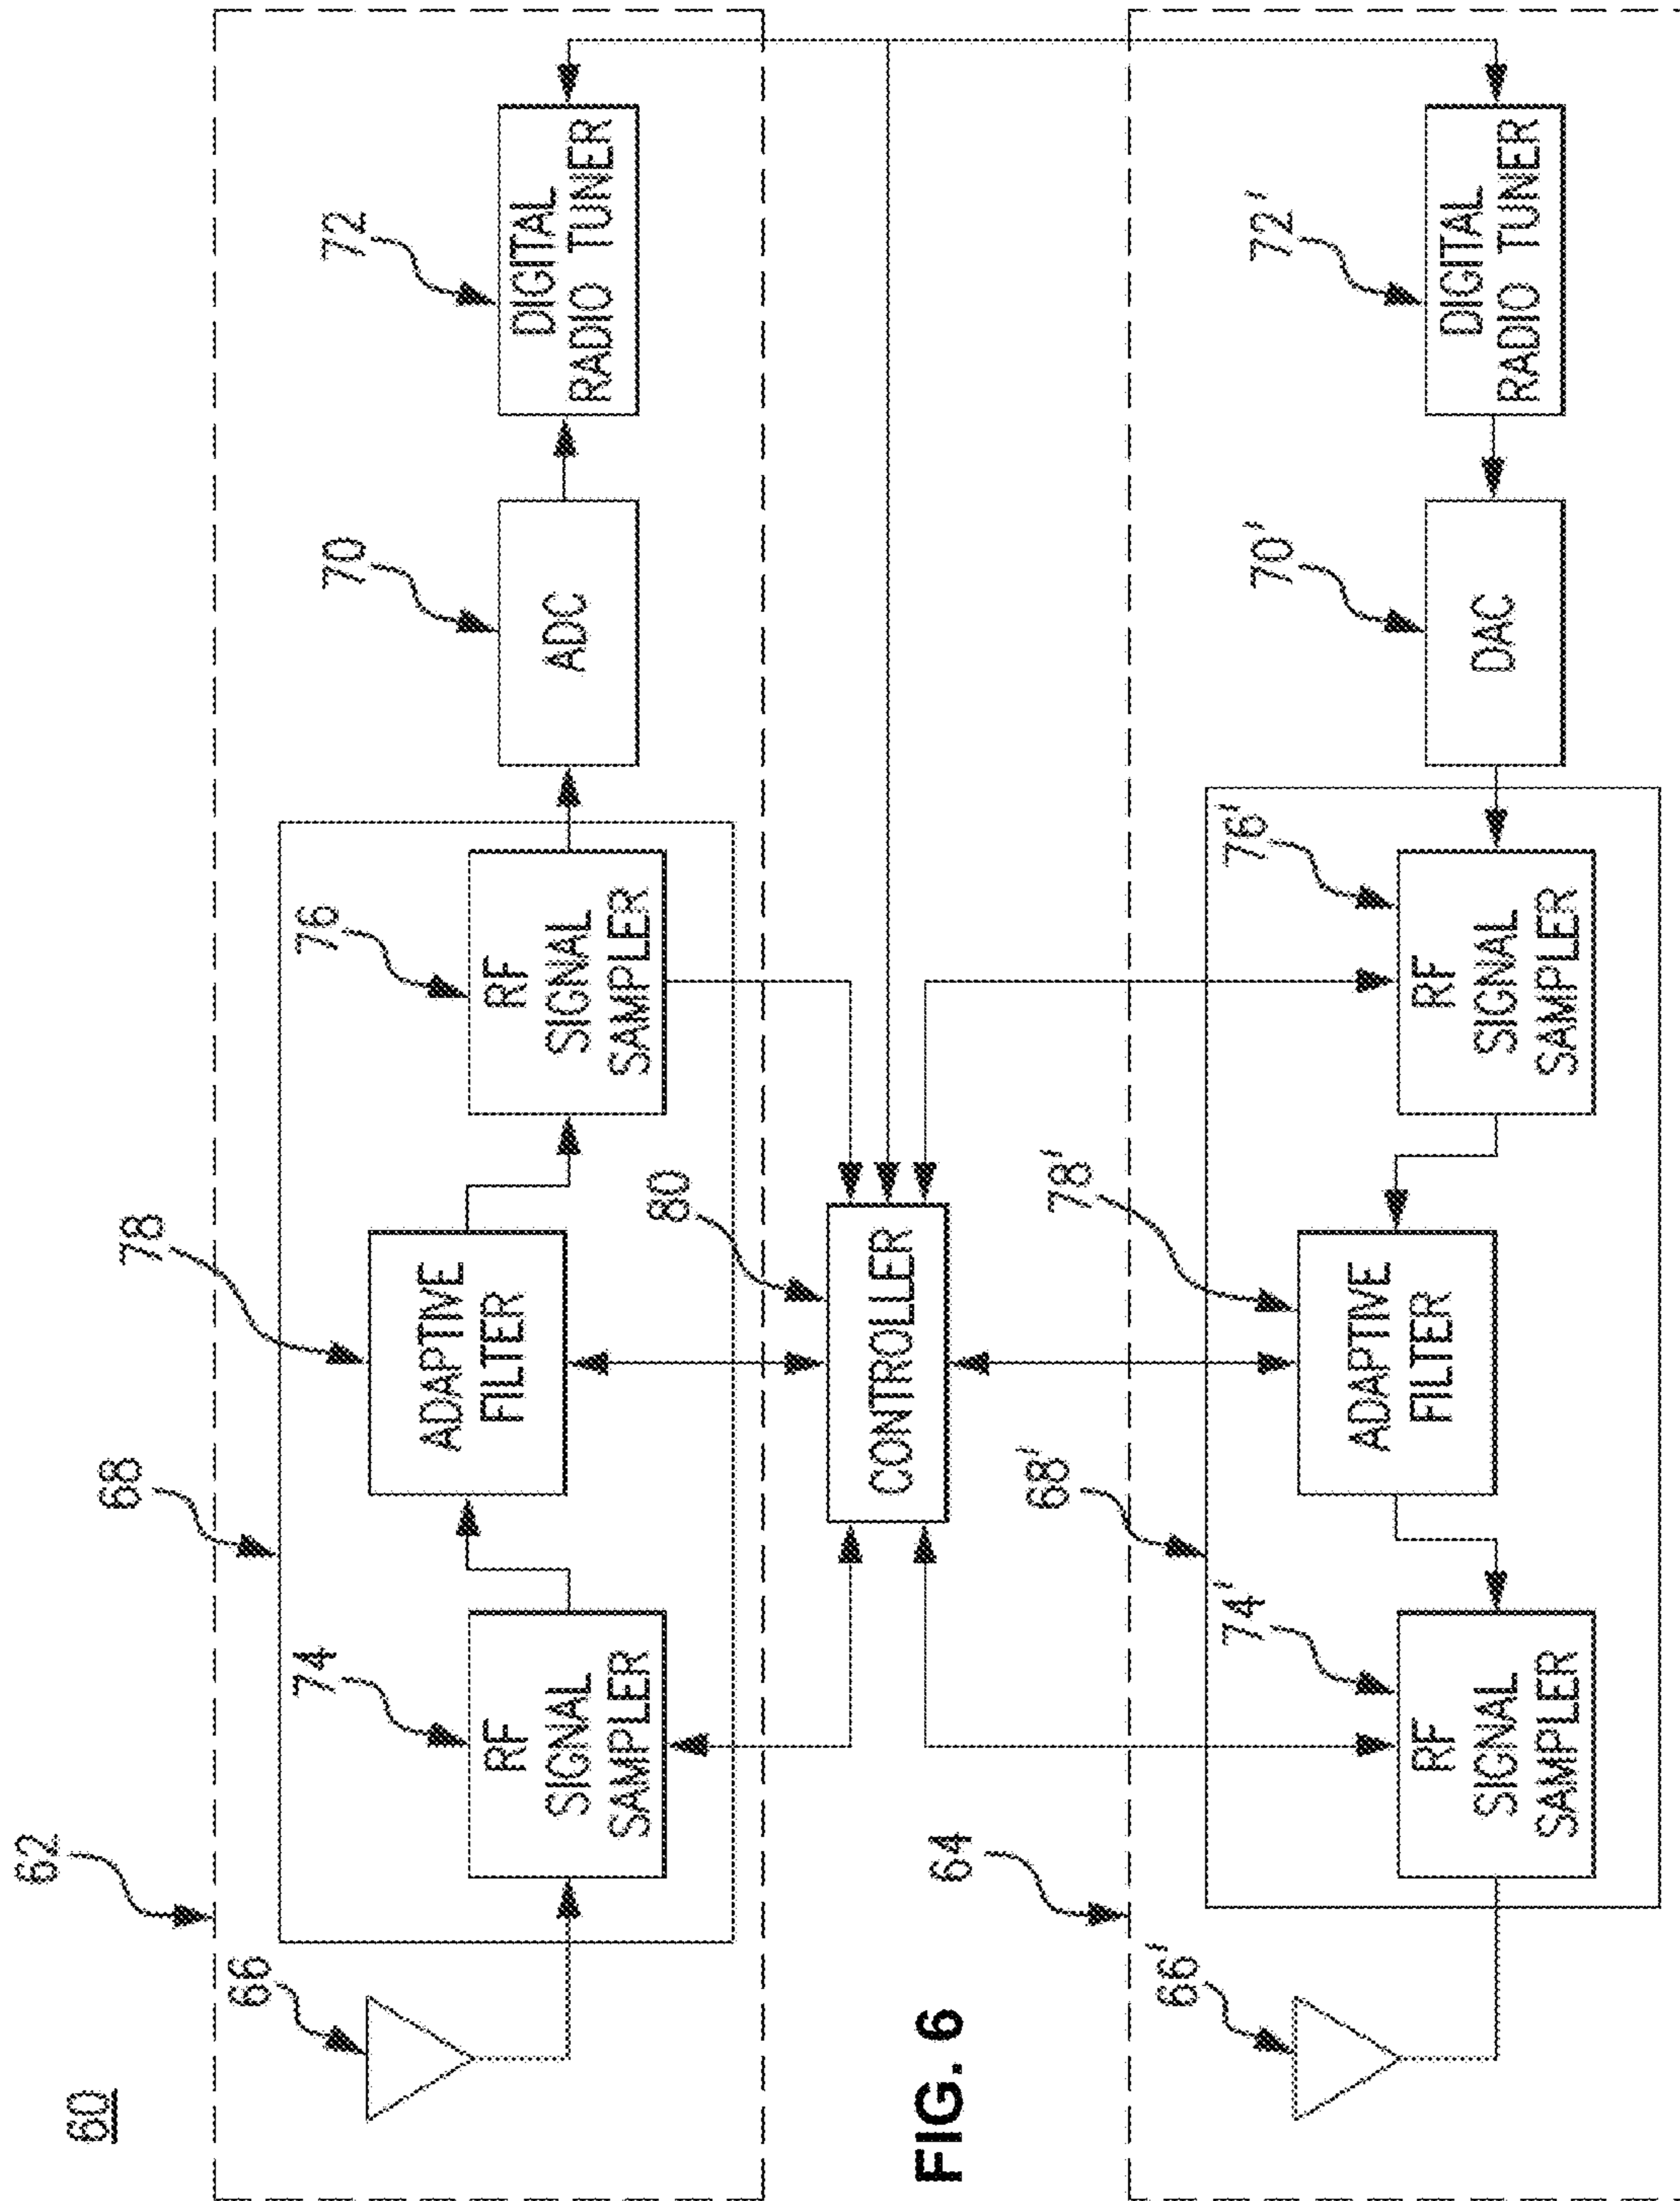 60
62
66
68
74
RF
SIGNAL
SAMPLER
78
ADAPTIVE
FILTER
76
RF
SIGNAL
SAMPLER
70
ADC
72
DIGITAL
RADIO TUNER
80
CONTROLLER
FIG. 6
64
66'
68'
74'
RF
SIGNAL
SAMPLER
78'
ADAPTIVE
FILTER
76'
RF
SIGNAL
SAMPLER
70'
DAC
72'
DIGITAL
RADIO TUNER